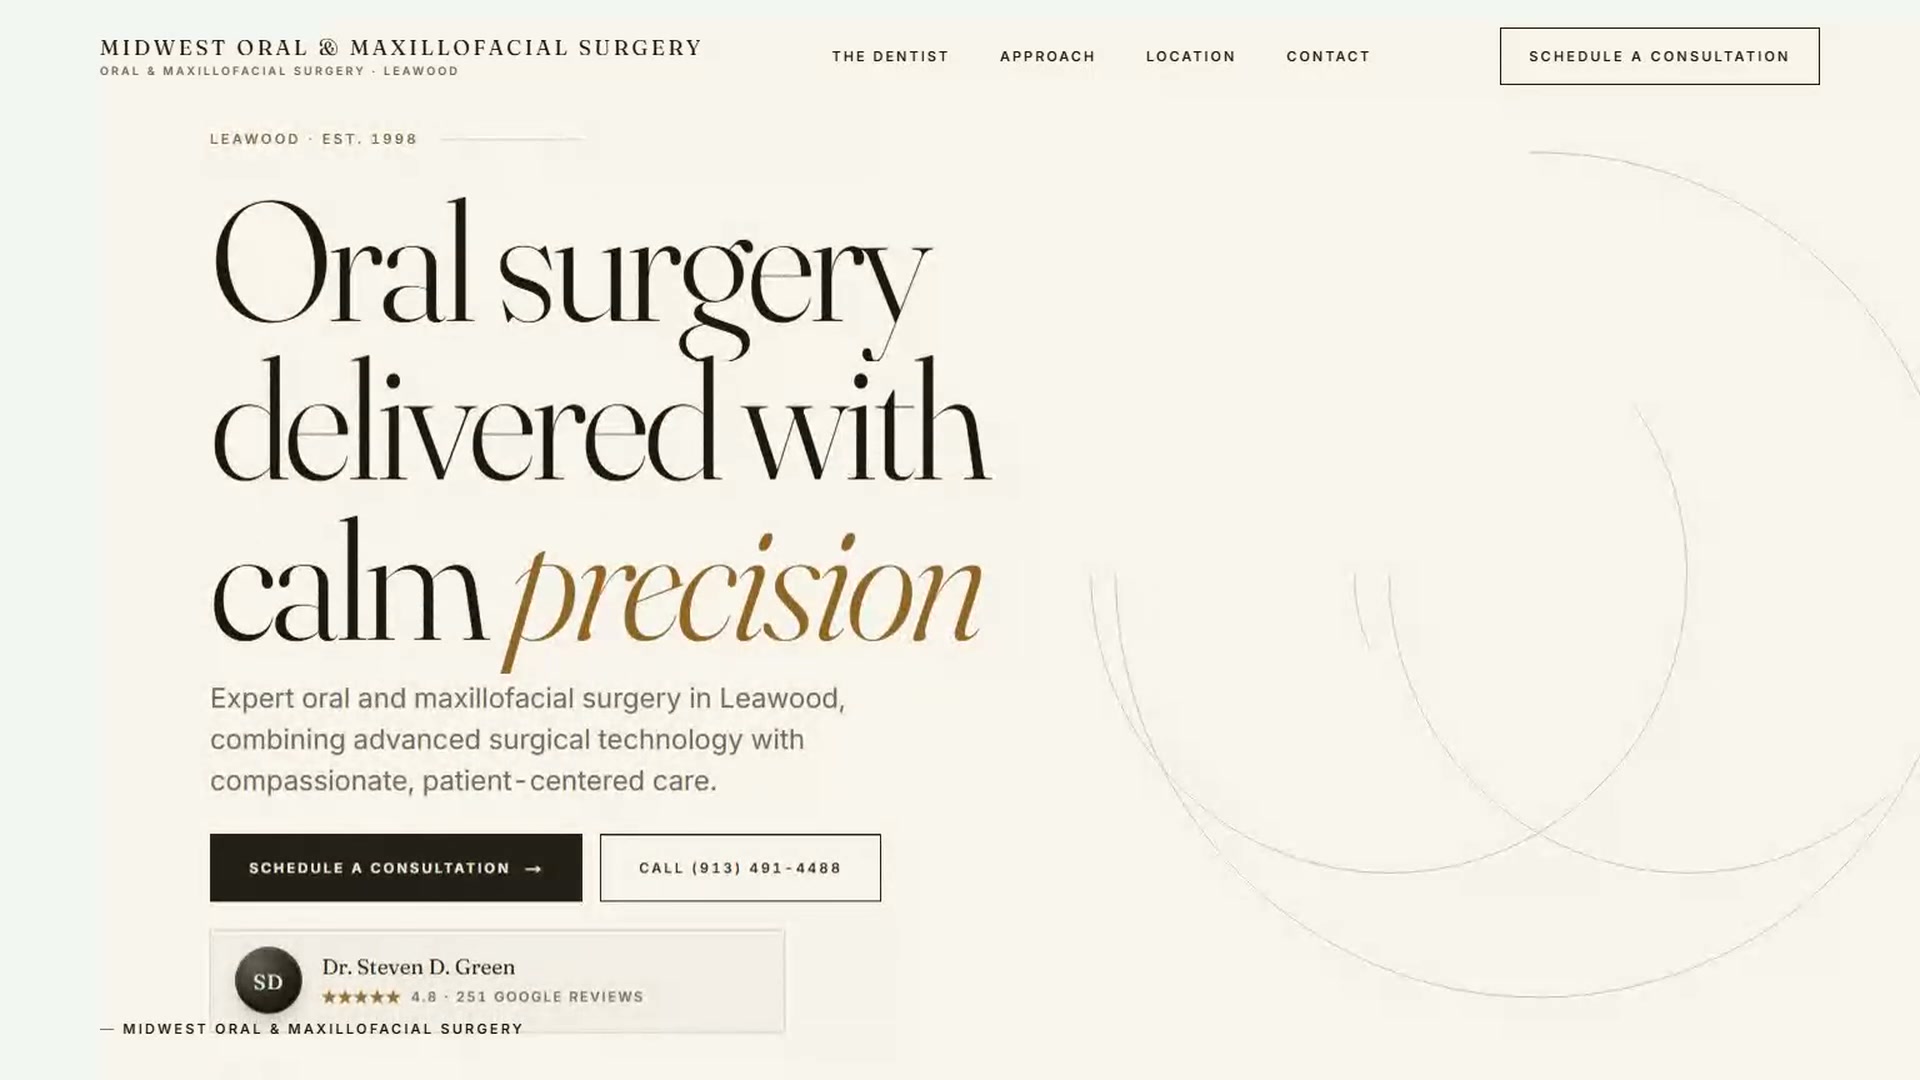 MIDWEST ORAL & MAXILLOFACIAL SURGERY
ORAL & MAXILLOFACIAL SURGERY · LEAWOOD
THE DENTIST
APPROACH
LOCATION
CONTACT
SCHEDULE A CONSULTATION
LEAWOOD · EST. 1998
Oral surgery
delivered with
calm precision
Expert oral and maxillofacial surgery in Leawood,
combining advanced surgical technology with
compassionate, patient-centered care.
SCHEDULE A CONSULTATION →
CALL (913) 491-4488
SD
Dr. Steven D. Green
★★★★★ 4.8 · 251 GOOGLE REVIEWS
— MIDWEST ORAL & MAXILLOFACIAL SURGERY